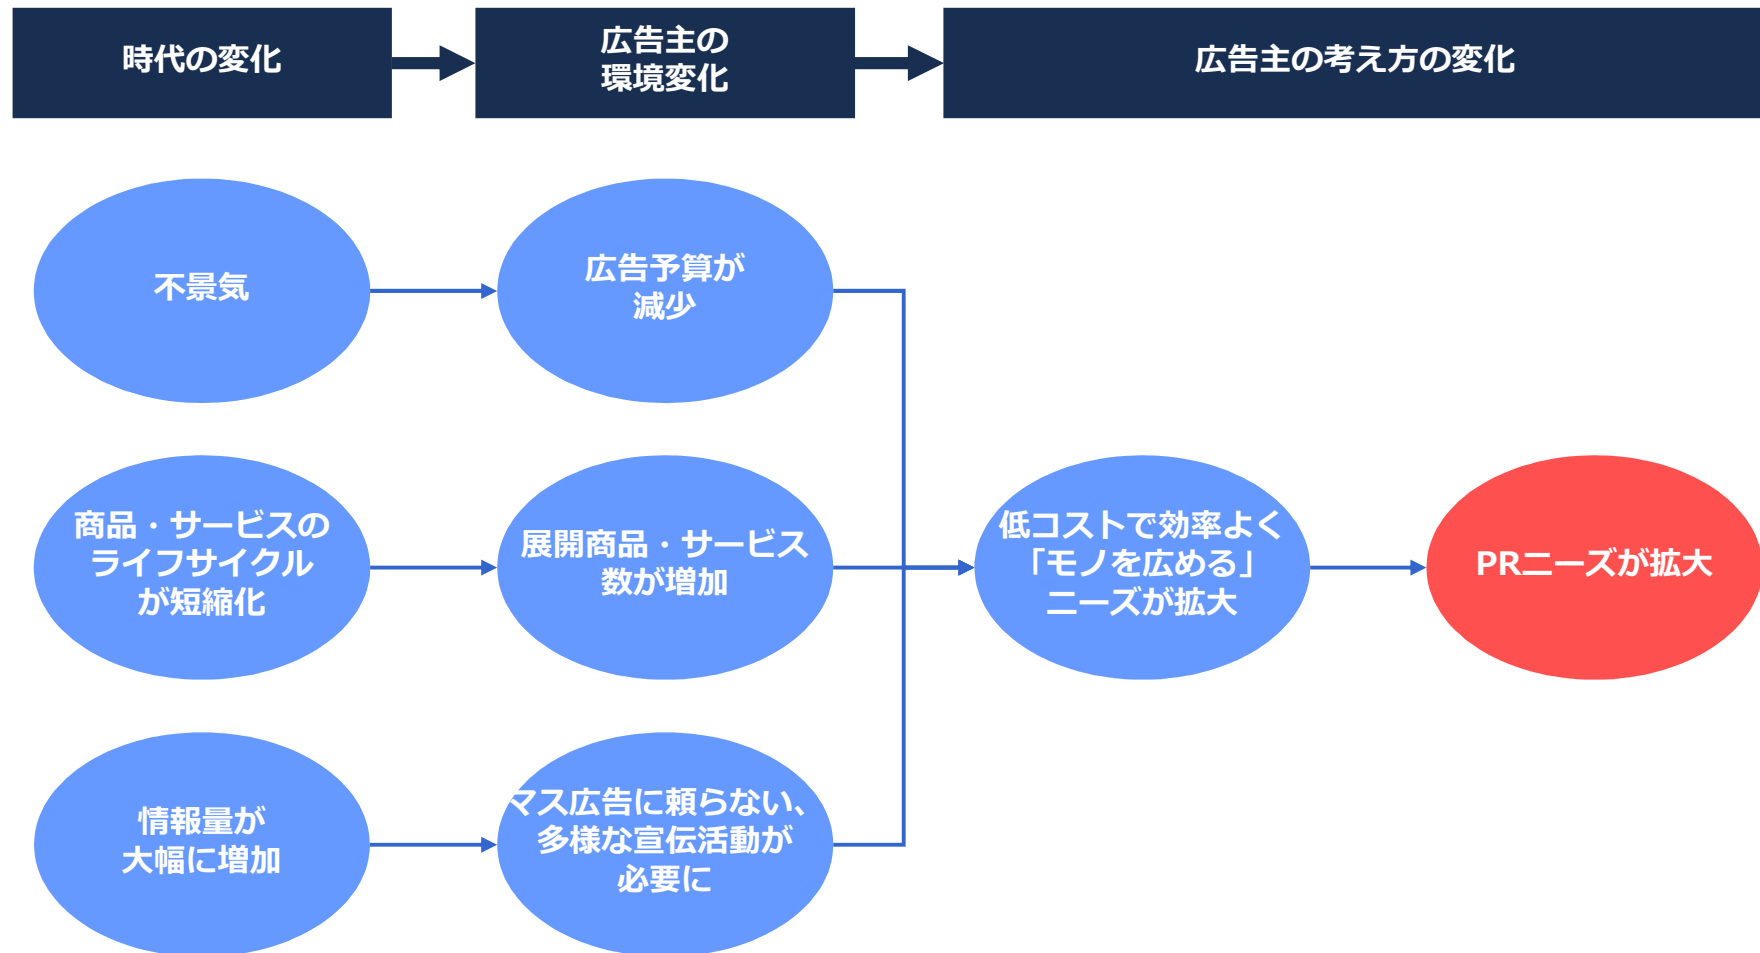 時代の変化
広告主の
環境変化
広告主の考え方の変化
不景気
広告予算が
減少
商品・サービスの
ライフサイクル
が短縮化
展開商品・サービス
数が増加
低コストで効率よく
「モノを広める」
ニーズが拡大
PRニーズが拡大
情報量が
大幅に増加
マス広告に頼らない、
多様な宣伝活動が
必要に